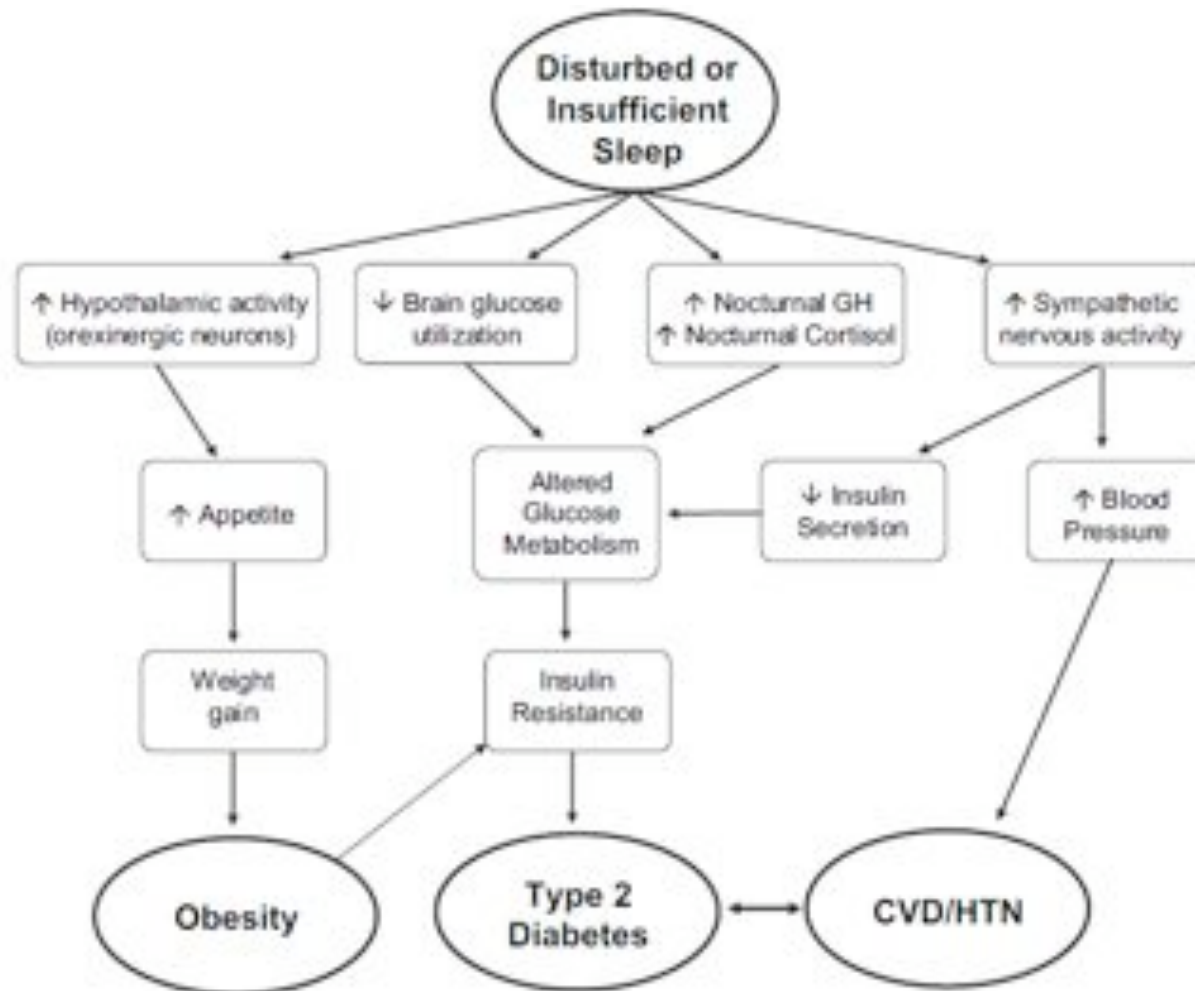 Disturbed or
Insufficient
Sleep
↑ Hypothalamic activity
(orexinergic neurons)
↓ Brain glucose
utilization
↑ Nocturnal GH
↑ Nocturnal Cortisol
↑ Sympathetic
nervous activity
↑ Appetite
Altered
Glucose
Metabolism
↓ Insulin
Secretion
↑ Blood
Pressure
Weight
gain
Insulin
Resistance
Obesity
Type 2
Diabetes
CVD/HTN